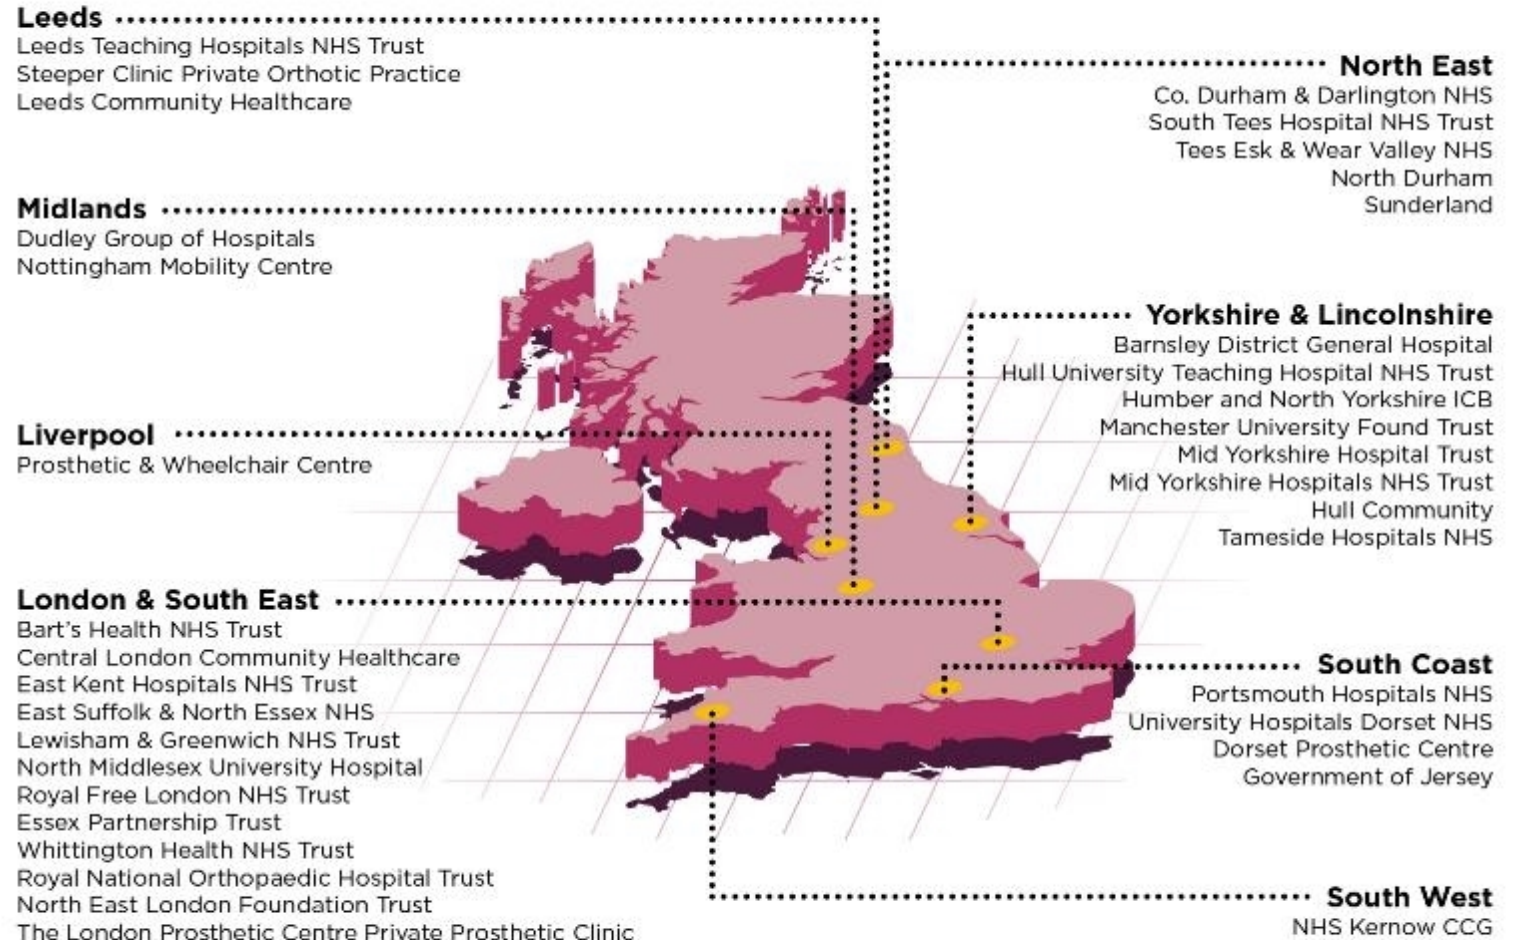 Leeds
Leeds Teaching Hospitals NHS Trust
Steeper Clinic Private Orthotic Practice
Leeds Community Healthcare
North East
Co. Durham & Darlington NHS
South Tees Hospital NHS Trust
Tees Esk & Wear Valley NHS
North Durham
Sunderland
Midlands
Dudley Group of Hospitals
Nottingham Mobility Centre
Yorkshire & Lincolnshire
Barnsley District General Hospital
Hull University Teaching Hospital NHS Trust
Humber and North Yorkshire ICB
Manchester University Found Trust
Mid Yorkshire Hospital Trust
Mid Yorkshire Hospitals NHS Trust
Hull Community
Tameside Hospitals NHS
Liverpool
Prosthetic & Wheelchair Centre
London & South East
Bart's Health NHS Trust
Central London Community Healthcare
East Kent Hospitals NHS Trust
East Suffolk & North Essex NHS
Lewisham & Greenwich NHS Trust
North Middlesex University Hospital
Royal Free London NHS Trust
Essex Partnership Trust
Whittington Health NHS Trust
Royal National Orthopaedic Hospital Trust
North East London Foundation Trust
The London Prosthetic Centre Private Prosthetic Clinic
South Coast
Portsmouth Hospitals NHS
University Hospitals Dorset NHS
Dorset Prosthetic Centre
Government of Jersey
South West
NHS Kernow CCG